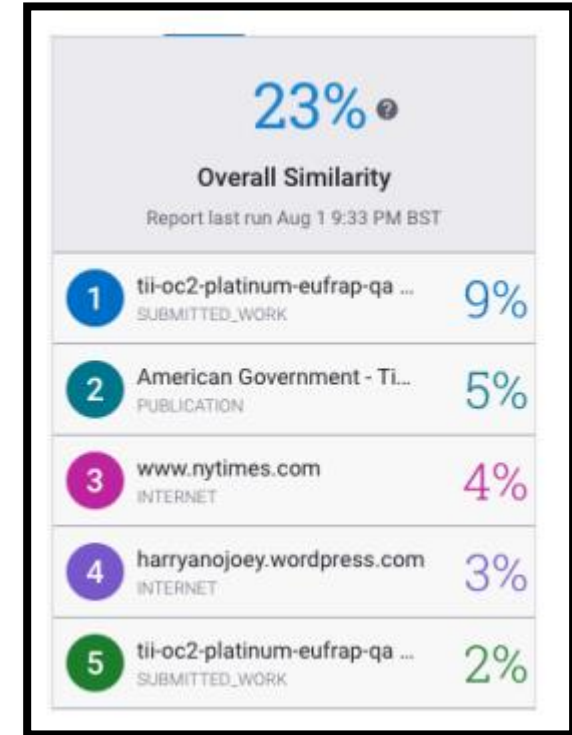 23% ?
Overall Similarity
Report last run Aug 1 9:33 PM BST
1 tii-oc2-platinum-eufrap-qa ... 9%
SUBMITTED_WORK
2 American Government - Ti... 5%
PUBLICATION
3 www.nytimes.com 4%
INTERNET
4 harryanojoey.wordpress.com 3%
INTERNET
5 tii-oc2-platinum-eufrap-qa ... 2%
SUBMITTED_WORK